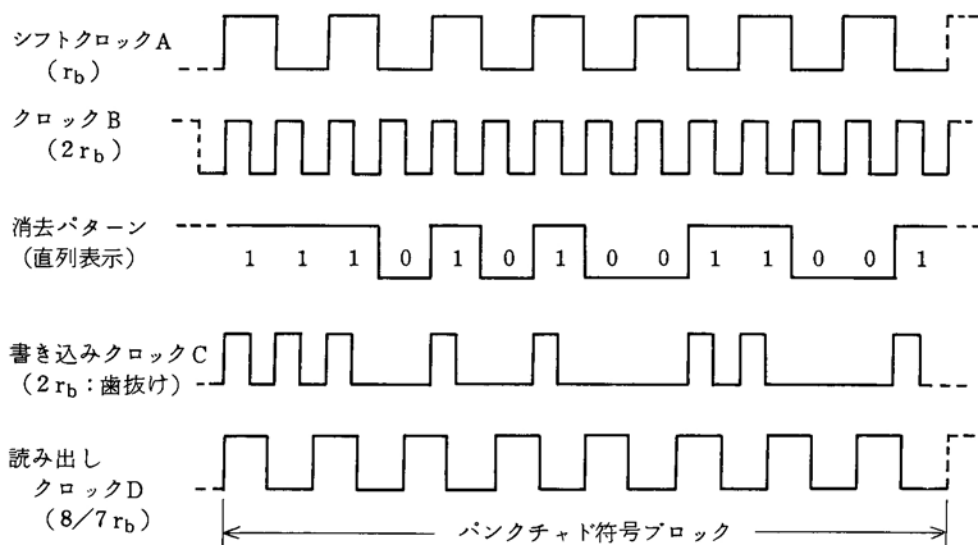 シフトクロックA
(rb)
クロックB
(2rb)
消去パターン
(直列表示)
1 1 1 0 1 0 1 0 0 1 1 0 0 1
書き込みクロックC
(2rb:歯抜け)
読み出し
クロックD
(8/7rb)
パンクチャド符号ブロック